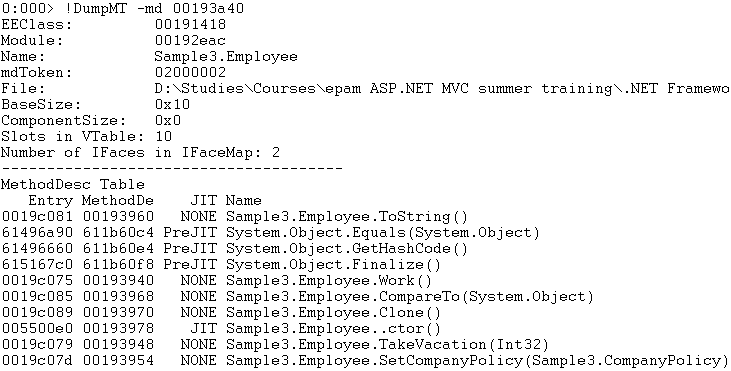 0:000> !DumpMT -md 00193a40
EEClass: 00191418
Module: 00192eac
Name: Sample3.Employee
mdToken: 02000002
File: D:\Studies\Courses\epam ASP.NET MVC summer training\.NET Framewo
BaseSize: 0x10
ComponentSize: 0x0
Slots in VTable: 10
Number of IFaces in IFaceMap: 2
--------------------------------------
MethodDesc Table
Entry MethodDe JIT Name
0019c081 00193960 NONE Sample3.Employee.ToString()
61496a90 611b60c4 PreJIT System.Object.Equals(System.Object)
61496660 611b60e4 PreJIT System.Object.GetHashCode()
615167c0 611b60f8 PreJIT System.Object.Finalize()
0019c075 00193940 NONE Sample3.Employee.Work()
0019c085 00193968 NONE Sample3.Employee.CompareTo(System.Object)
0019c089 00193970 NONE Sample3.Employee.Clone()
005500e0 00193978 JIT Sample3.Employee..ctor()
0019c079 00193948 NONE Sample3.Employee.TakeVacation(Int32)
0019c07d 00193954 NONE Sample3.Employee.SetCompanyPolicy(Sample3.CompanyPolicy)